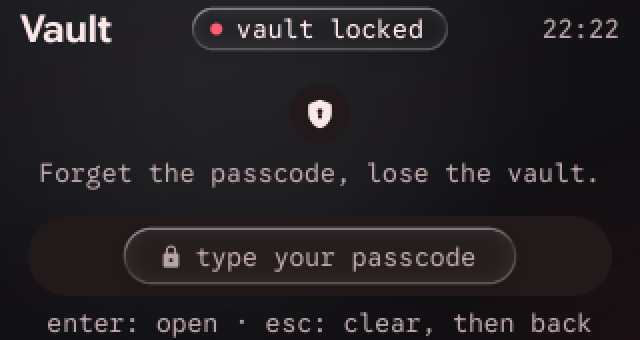 Vault
vault locked
22:22
Forget the passcode, lose the vault.
type your passcode
enter: open · esc: clear, then back